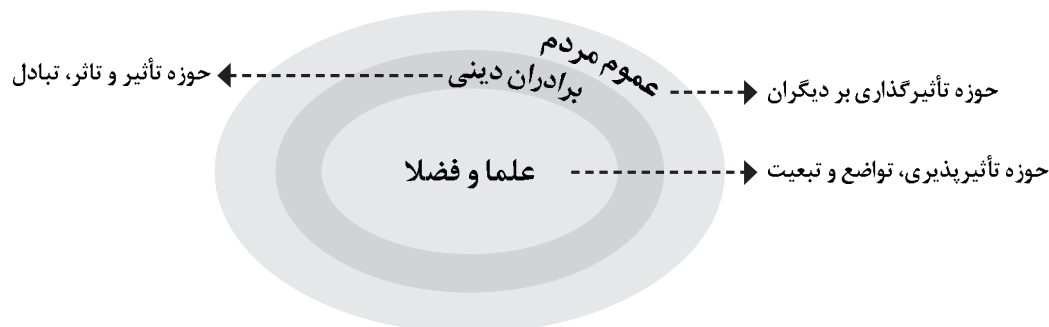 عموم مردم
حوزه تأثیرگذاری بر دیگران
برادران دینی
حوزه تأثیر و تاثر، تبادل
علما و فضلا
حوزه تأثیرپذیری، تواضع و تبعیت